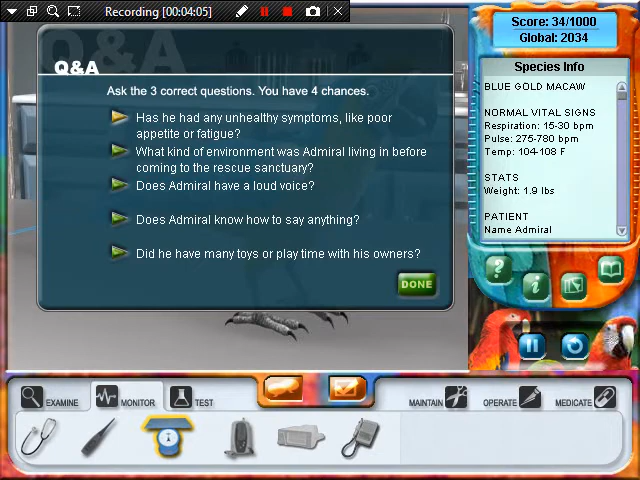 Recording [00:04:05]
Score: 34/1000
Global: 2034
Q&A
Q&A
Ask the 3 correct questions. You have 4 chances.
Has he had any unhealthy symptoms, like poor
appetite or fatigue?
What kind of environment was Admiral living in before
coming to the rescue sanctuary?
Does Admiral have a loud voice?
Does Admiral know how to say anything?
Did he have many toys or play time with his owners?
DONE
Species Info
BLUE GOLD MACAW
NORMAL VITAL SIGNS
Respiration: 15-30 bpm
Pulse: 275-780 bpm
Temp: 104-108 F
STATS
Weight: 1.9 lbs
PATIENT
Name Admiral
EXAMINE
MONITOR
TEST
MAINTAIN
OPERATE
MEDICATE